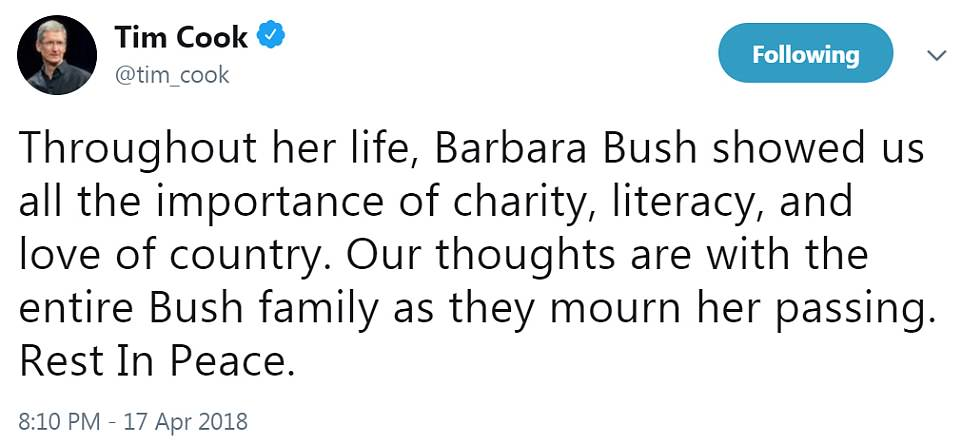 Tim Cook
@tim_cook
Following
Throughout her life, Barbara Bush showed us
all the importance of charity, literacy, and
love of country. Our thoughts are with the
entire Bush family as they mourn her passing.
Rest In Peace.
8:10 PM - 17 Apr 2018